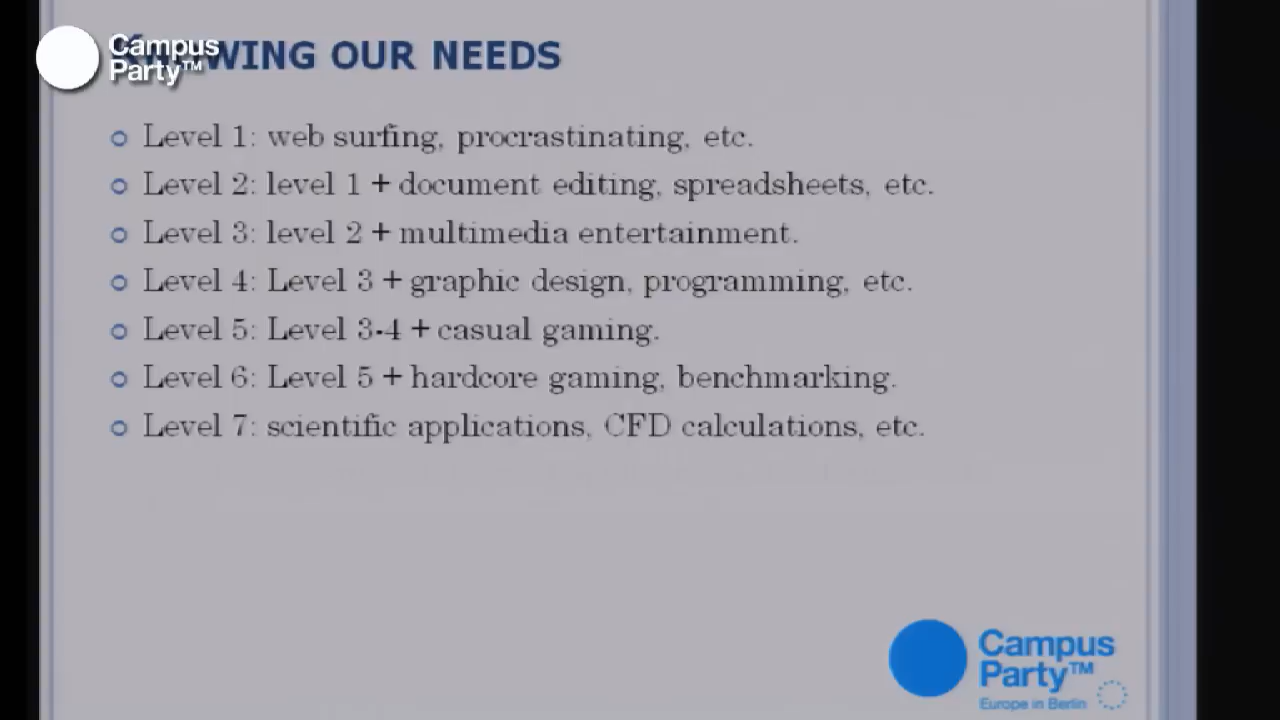 Campus
Party™
KNOWING OUR NEEDS
Level 1: web surfing, procrastinating, etc.
Level 2: level 1 + document editing, spreadsheets, etc.
Level 3: level 2 + multimedia entertainment.
Level 4: Level 3 + graphic design, programming, etc.
Level 5: Level 3-4 + casual gaming.
Level 6: Level 5 + hardcore gaming, benchmarking.
Level 7: scientific applications, CFD calculations, etc.
Campus
Party™
Europe in Berlin